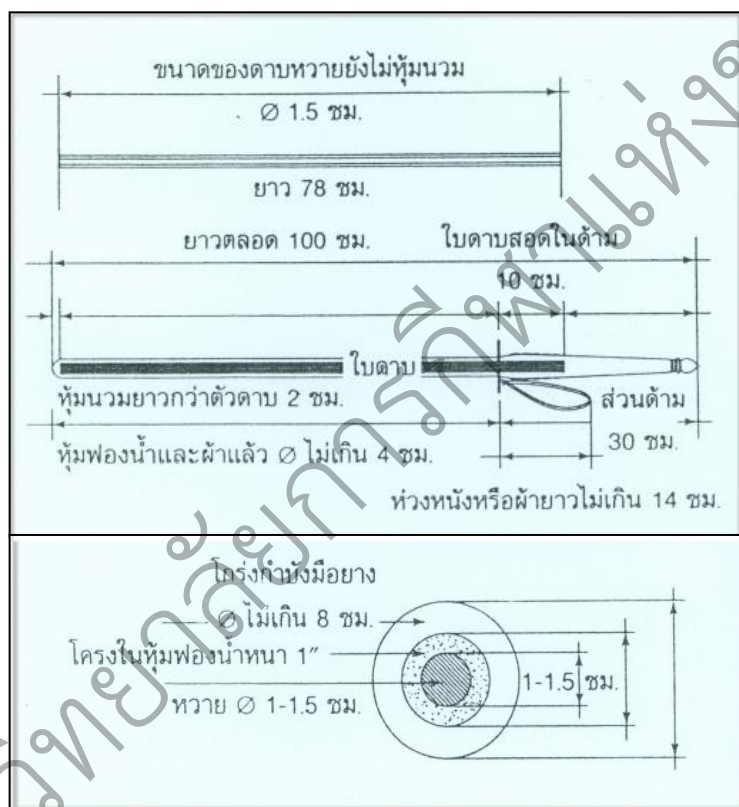 ขนาดของดาบหวายยังไม่หุ้มนวม
Ø 1.5 ซม.
ยาว 78 ซม.
ยาวตลอด 100 ซม. ใบดาบสอดในด้าม
10 ซม.
ใบดาบ
หุ้มนวมยาวกว่าตัวดาบ 2 ซม. ส่วนด้าม
หุ้มฟองน้ำและผ้าแล้ว Ø ไม่เกิน 4 ซม. 30 ซม.
ห่วงหนังหรือผ้ายาวไม่เกิน 14 ซม.
โกร่งกำบังมือยาง
Ø ไม่เกิน 8 ซม.
โครงในหุ้มฟองน้ำหนา 1″
1-1.5 ซม.
หวาย Ø 1-1.5 ซม.